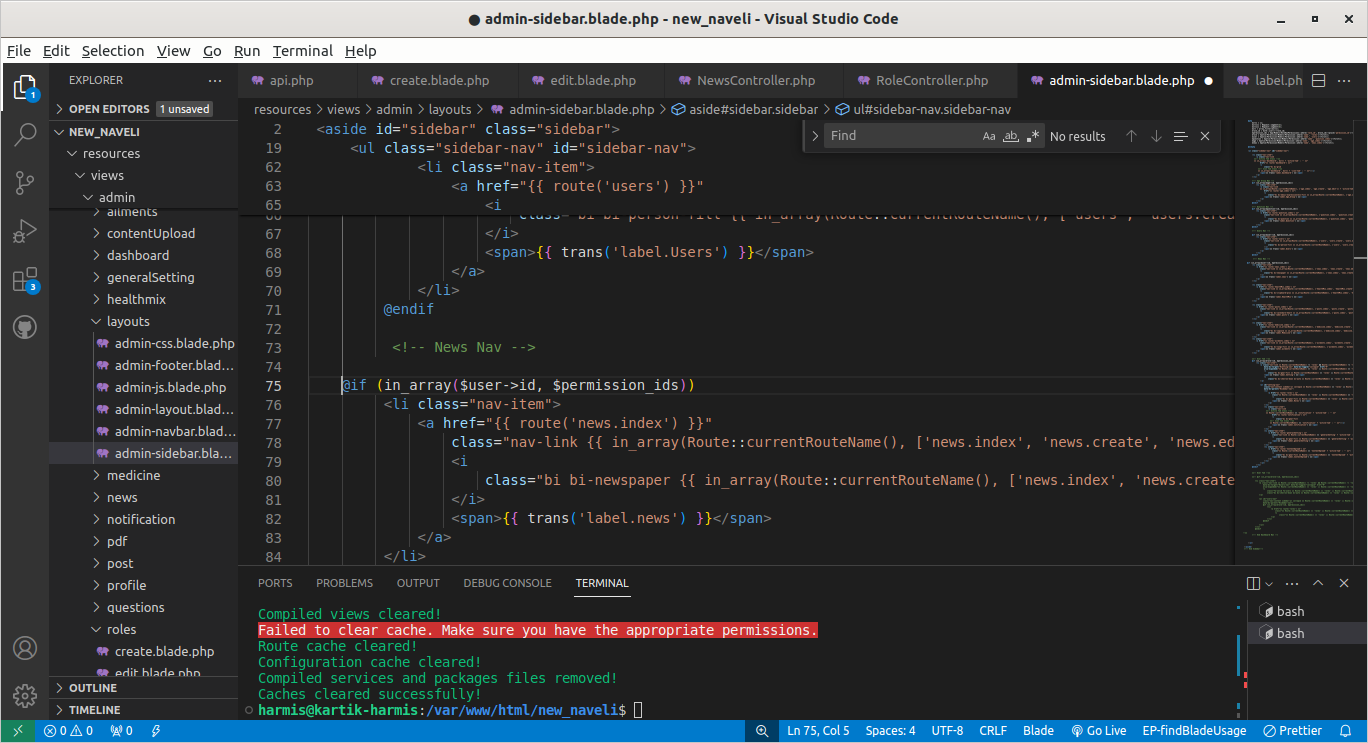 admin-sidebar.blade.php - new_naveli - Visual Studio Code
File Edit Selection View Go Run Terminal Help
EXPLORER
api.php create.blade.php edit.blade.php NewsController.php RoleController.php admin-sidebar.blade.php label.ph
OPEN EDITORS 1 unsaved
resources > views > admin > layouts > admin-sidebar.blade.php > aside#sidebar.sidebar > ul#sidebar-nav.sidebar-nav
NEW_NAVELI
resources
views
admin
ailments
contentUpload
dashboard
generalSetting
healthmix
layouts
admin-css.blade.php
admin-footer.blad...
admin-js.blade.php
admin-layout.blad...
admin-navbar.blad...
admin-sidebar.bla...
medicine
news
notification
pdf
post
profile
questions
roles
create.blade.php
edit.blade.php
OUTLINE
TIMELINE
Find Aa ab No results
2 <aside id="sidebar" class="sidebar">
19 <ul class="sidebar-nav" id="sidebar-nav">
62 <li class="nav-item">
63 <a href="{{ route('users') }}"
65 <i
66 class="bi bi-person-fill {{ in_array(Route::currentRouteName(), ['users', 'users.crea
67 </i>
68 <span>{{ trans('label.Users') }}</span>
69 </a>
70 </li>
71 @endif
72
73 <!-- News Nav -->
74
75 @if (in_array($user->id, $permission_ids))
76 <li class="nav-item">
77 <a href="{{ route('news.index') }}"
78 class="nav-link {{ in_array(Route::currentRouteName(), ['news.index', 'news.create', 'news.ed
79 <i
80 class="bi bi-newspaper {{ in_array(Route::currentRouteName(), ['news.index', 'news.create
81 </i>
82 <span>{{ trans('label.news') }}</span>
83 </a>
84 </li>
PORTS PROBLEMS OUTPUT DEBUG CONSOLE TERMINAL
Compiled views cleared!
Failed to clear cache. Make sure you have the appropriate permissions.
Route cache cleared!
Configuration cache cleared!
Compiled services and packages files removed!
Caches cleared successfully!
harmis@kartik-harmis:/var/www/html/new_naveli$
bash
bash
1
3
0 0 0 Ln 75, Col 5 Spaces: 4 UTF-8 CRLF Blade Go Live EP-findBladeUsage Prettier